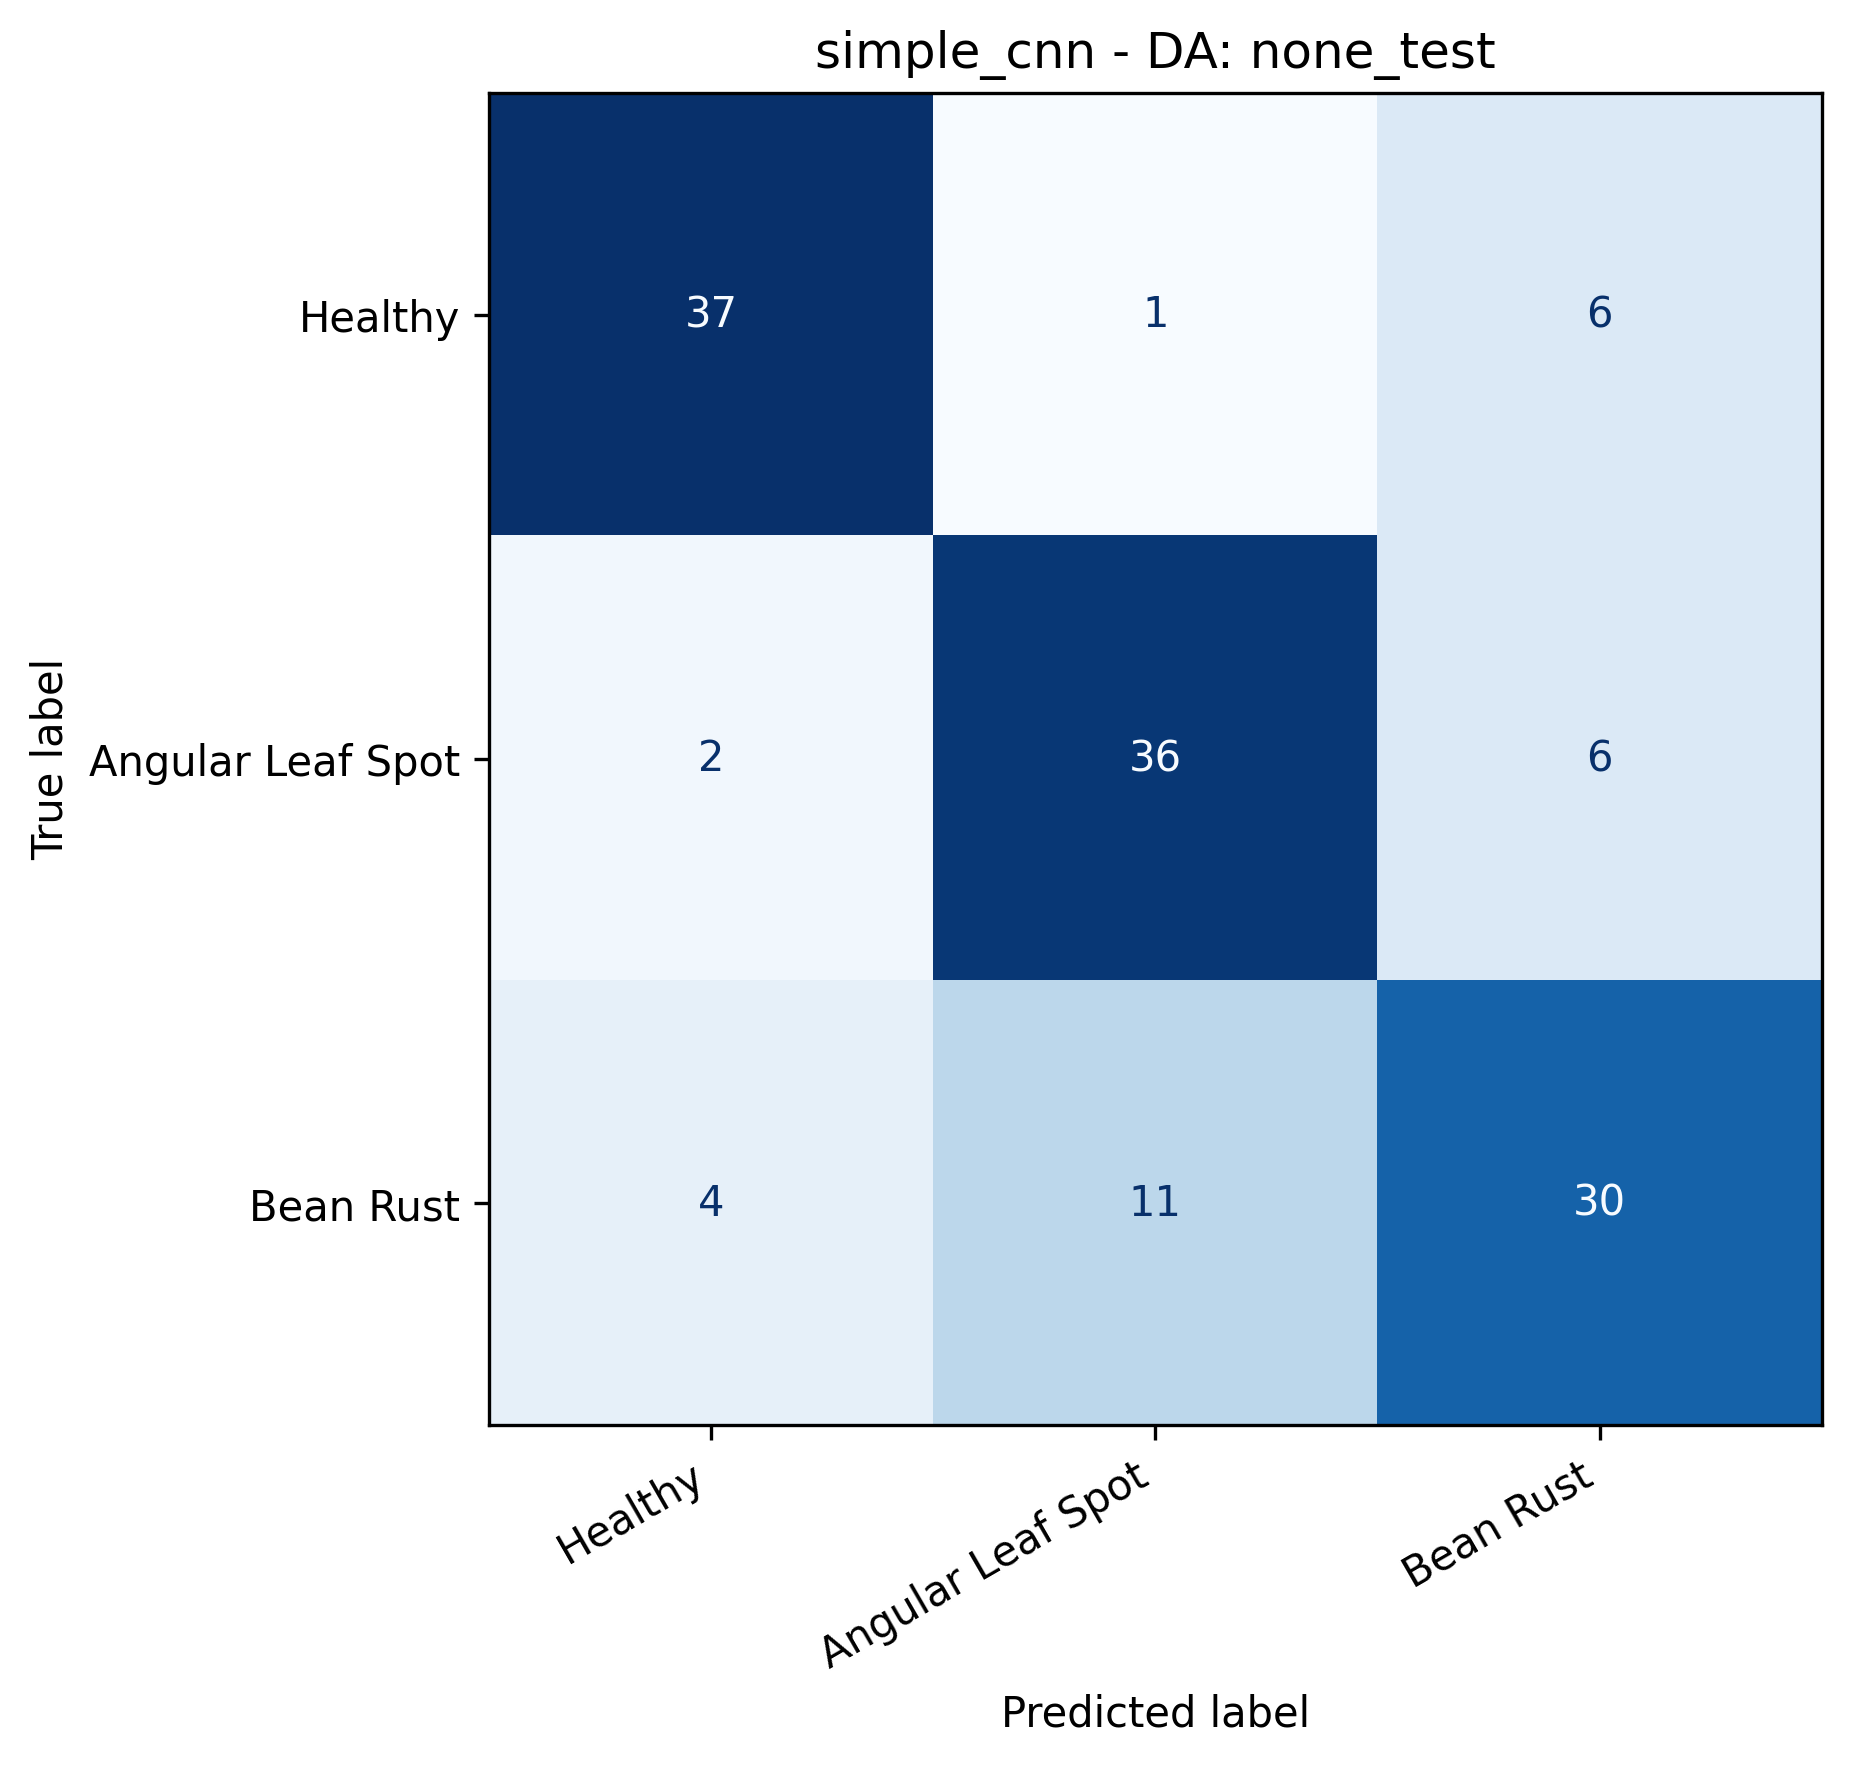 simple_cnn - DA: none_test
True label
Healthy 37 1 6
Angular Leaf Spot 2 36 6
Bean Rust 4 11 30
Healthy Angular Leaf Spot Bean Rust
Predicted label